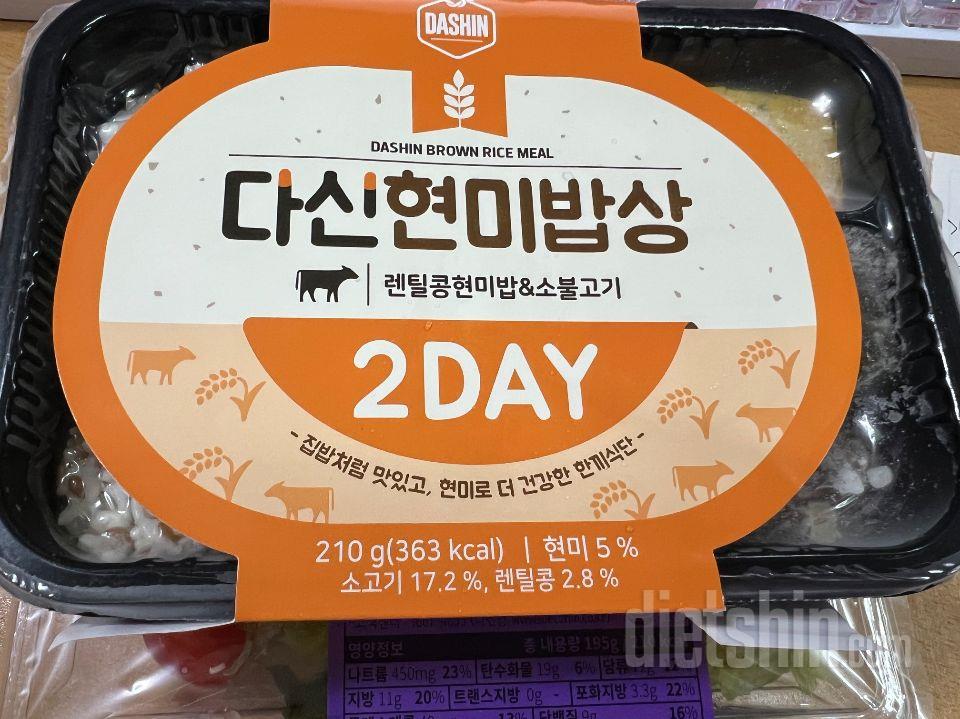 DASHIN
DASHIN BROWN RICE MEAL
다신현미밥상
렌틸콩현미밥&소불고기
2DAY
- 집밥처럼 맛있고, 현미로 더 건강한 한끼식단 -
210 g(363 kcal) | 현미 5 %
소고기 17.2 %, 렌틸콩 2.8 %
dietshin.com
영양정보 총 내용량 195g
나트륨 450mg 23% 탄수화물 19g 6% 당류
지방 11g 20% 트랜스지방 0g - 포화지방 3.3g 22%
13% 단백질 9g 16%